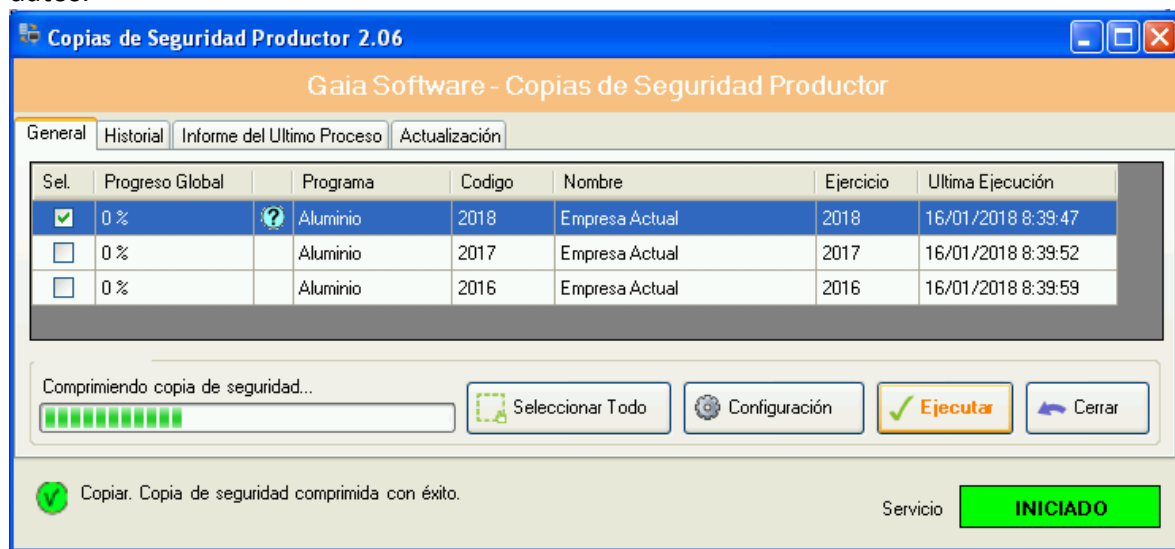 Copias de Seguridad Productor 2.06
Gaia Software - Copias de Seguridad Productor
General Historial Informe del Ultimo Proceso Actualización
Sel. Progreso Global Programa Codigo Nombre Ejercicio Ultima Ejecución
0 % Aluminio 2018 Empresa Actual 2018 16/01/2018 8:39:47
0 % Aluminio 2017 Empresa Actual 2017 16/01/2018 8:39:52
0 % Aluminio 2016 Empresa Actual 2016 16/01/2018 8:39:59
Comprimiendo copia de seguridad...
Seleccionar Todo Configuración Ejecutar Cerrar
Copiar. Copia de seguridad comprimida con éxito.
Servicio INICIADO